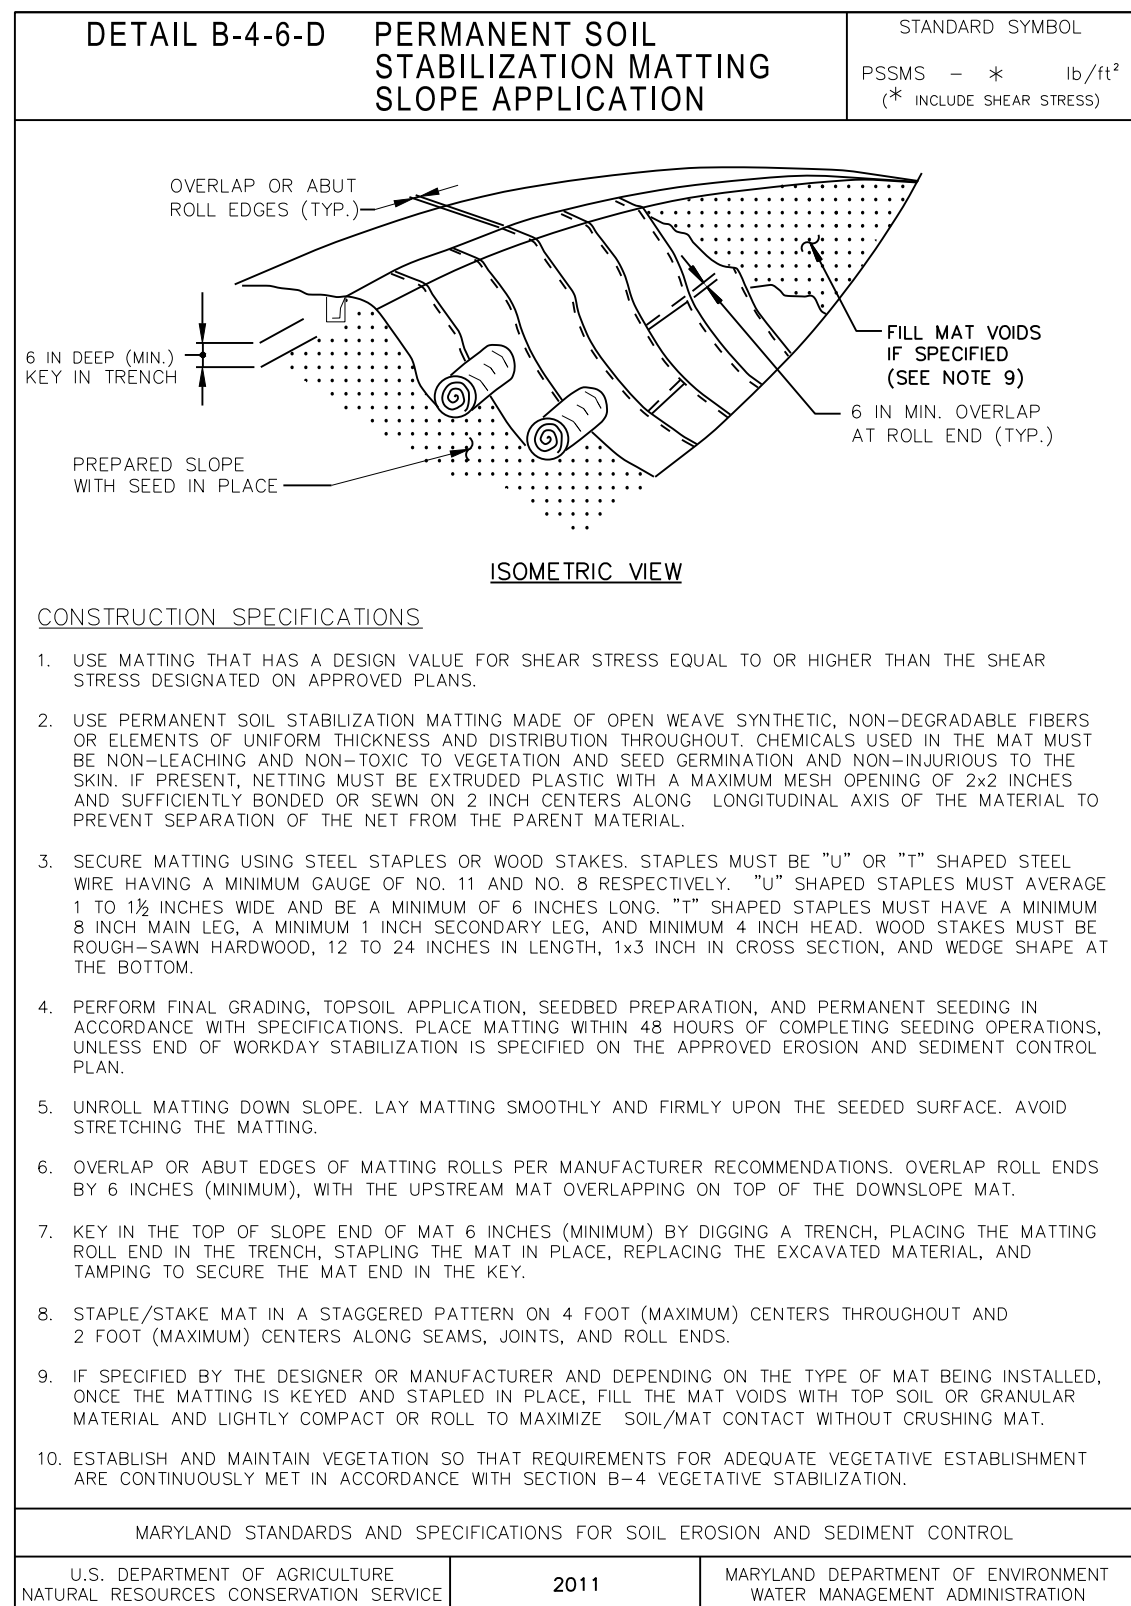 DETAIL B-4-6-D
PERMANENT SOIL
STABILIZATION MATTING
SLOPE APPLICATION
STANDARD SYMBOL
PSSMS - * lb/ft²
(* INCLUDE SHEAR STRESS)
OVERLAP OR ABUT
ROLL EDGES (TYP.)
6 IN DEEP (MIN.)
KEY IN TRENCH
PREPARED SLOPE
WITH SEED IN PLACE
FILL MAT VOIDS
IF SPECIFIED
(SEE NOTE 9)
6 IN MIN. OVERLAP
AT ROLL END (TYP.)
ISOMETRIC VIEW
CONSTRUCTION SPECIFICATIONS
1. USE MATTING THAT HAS A DESIGN VALUE FOR SHEAR STRESS EQUAL TO OR HIGHER THAN THE SHEAR
STRESS DESIGNATED ON APPROVED PLANS.
2. USE PERMANENT SOIL STABILIZATION MATTING MADE OF OPEN WEAVE SYNTHETIC, NON-DEGRADABLE FIBERS
OR ELEMENTS OF UNIFORM THICKNESS AND DISTRIBUTION THROUGHOUT. CHEMICALS USED IN THE MAT MUST
BE NON-LEACHING AND NON-TOXIC TO VEGETATION AND SEED GERMINATION AND NON-INJURIOUS TO THE
SKIN. IF PRESENT, NETTING MUST BE EXTRUDED PLASTIC WITH A MAXIMUM MESH OPENING OF 2x2 INCHES
AND SUFFICIENTLY BONDED OR SEWN ON 2 INCH CENTERS ALONG LONGITUDINAL AXIS OF THE MATERIAL TO
PREVENT SEPARATION OF THE NET FROM THE PARENT MATERIAL.
3. SECURE MATTING USING STEEL STAPLES OR WOOD STAKES. STAPLES MUST BE "U" OR "T" SHAPED STEEL
WIRE HAVING A MINIMUM GAUGE OF NO. 11 AND NO. 8 RESPECTIVELY. "U" SHAPED STAPLES MUST AVERAGE
1 TO 1½ INCHES WIDE AND BE A MINIMUM OF 6 INCHES LONG. "T" SHAPED STAPLES MUST HAVE A MINIMUM
8 INCH MAIN LEG, A MINIMUM 1 INCH SECONDARY LEG, AND MINIMUM 4 INCH HEAD. WOOD STAKES MUST BE
ROUGH-SAWN HARDWOOD, 12 TO 24 INCHES IN LENGTH, 1x3 INCH IN CROSS SECTION, AND WEDGE SHAPE AT
THE BOTTOM.
4. PERFORM FINAL GRADING, TOPSOIL APPLICATION, SEEDBED PREPARATION, AND PERMANENT SEEDING IN
ACCORDANCE WITH SPECIFICATIONS. PLACE MATTING WITHIN 48 HOURS OF COMPLETING SEEDING OPERATIONS,
UNLESS END OF WORKDAY STABILIZATION IS SPECIFIED ON THE APPROVED EROSION AND SEDIMENT CONTROL
PLAN.
5. UNROLL MATTING DOWN SLOPE. LAY MATTING SMOOTHLY AND FIRMLY UPON THE SEEDED SURFACE. AVOID
STRETCHING THE MATTING.
6. OVERLAP OR ABUT EDGES OF MATTING ROLLS PER MANUFACTURER RECOMMENDATIONS. OVERLAP ROLL ENDS
BY 6 INCHES (MINIMUM), WITH THE UPSTREAM MAT OVERLAPPING ON TOP OF THE DOWNSLOPE MAT.
7. KEY IN THE TOP OF SLOPE END OF MAT 6 INCHES (MINIMUM) BY DIGGING A TRENCH, PLACING THE MATTING
ROLL END IN THE TRENCH, STAPLING THE MAT IN PLACE, REPLACING THE EXCAVATED MATERIAL, AND
TAMPING TO SECURE THE MAT END IN THE KEY.
8. STAPLE/STAKE MAT IN A STAGGERED PATTERN ON 4 FOOT (MAXIMUM) CENTERS THROUGHOUT AND
2 FOOT (MAXIMUM) CENTERS ALONG SEAMS, JOINTS, AND ROLL ENDS.
9. IF SPECIFIED BY THE DESIGNER OR MANUFACTURER AND DEPENDING ON THE TYPE OF MAT BEING INSTALLED,
ONCE THE MATTING IS KEYED AND STAPLED IN PLACE, FILL THE MAT VOIDS WITH TOP SOIL OR GRANULAR
MATERIAL AND LIGHTLY COMPACT OR ROLL TO MAXIMIZE SOIL/MAT CONTACT WITHOUT CRUSHING MAT.
10. ESTABLISH AND MAINTAIN VEGETATION SO THAT REQUIREMENTS FOR ADEQUATE VEGETATIVE ESTABLISHMENT
ARE CONTINUOUSLY MET IN ACCORDANCE WITH SECTION B-4 VEGETATIVE STABILIZATION.
MARYLAND STANDARDS AND SPECIFICATIONS FOR SOIL EROSION AND SEDIMENT CONTROL
U.S. DEPARTMENT OF AGRICULTURE
NATURAL RESOURCES CONSERVATION SERVICE
2011
MARYLAND DEPARTMENT OF ENVIRONMENT
WATER MANAGEMENT ADMINISTRATION